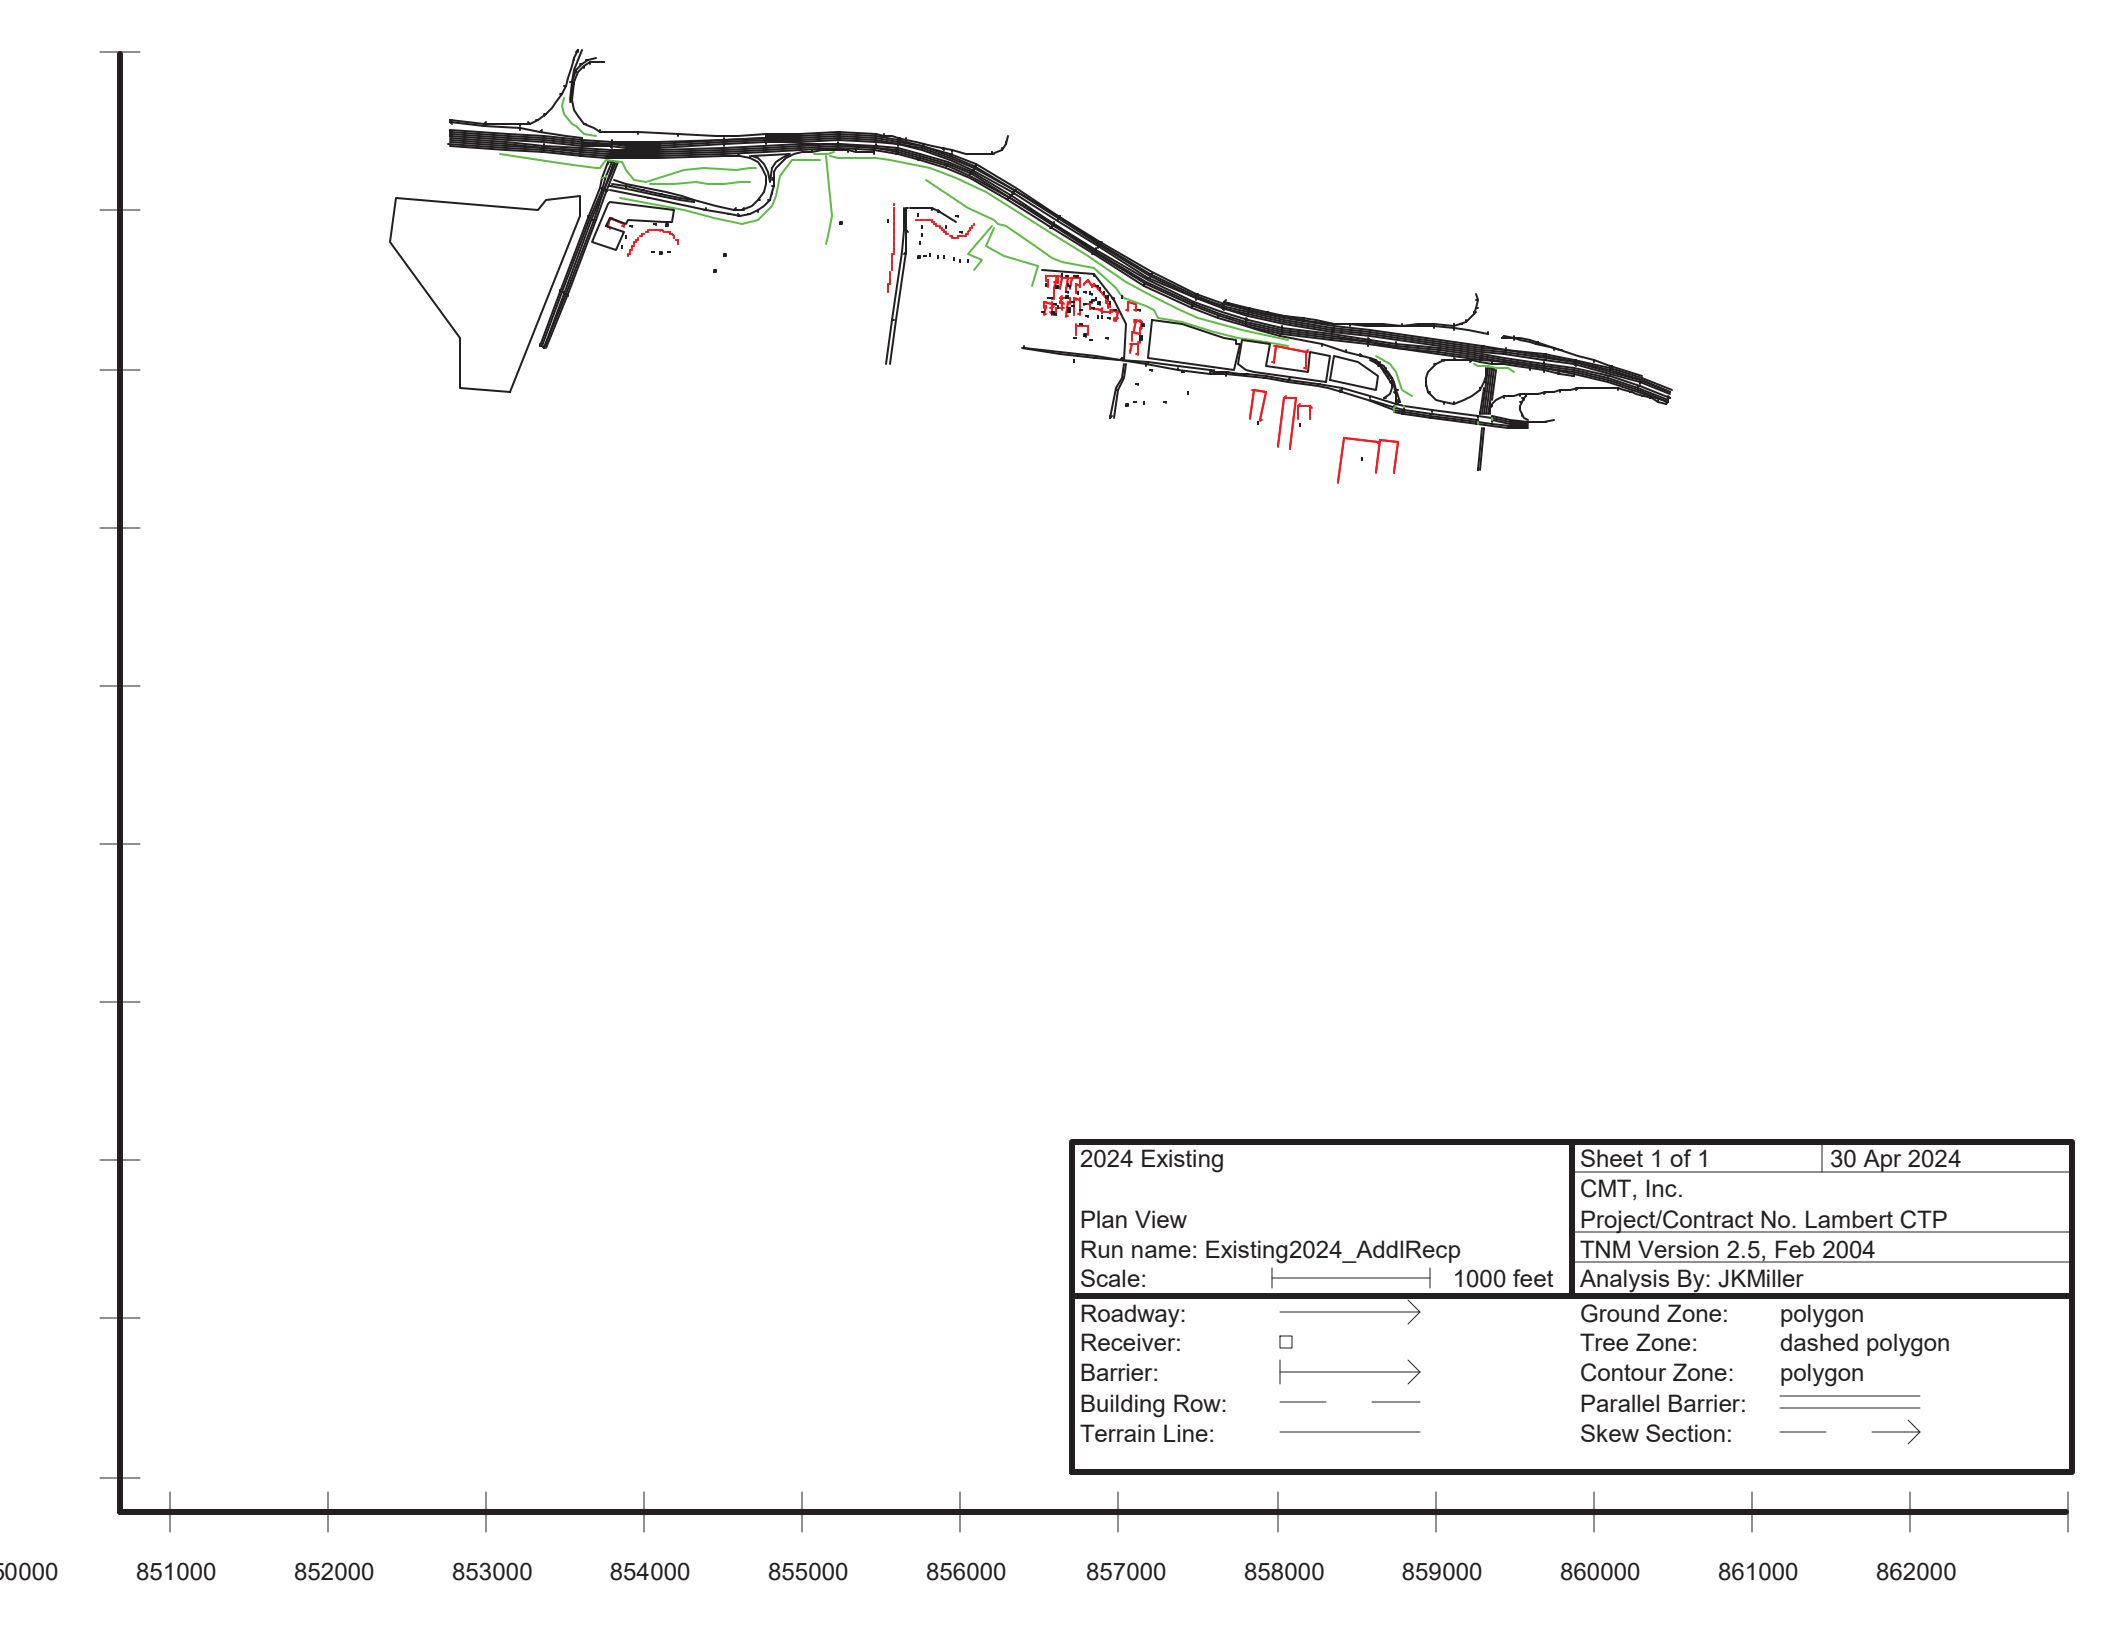 2024 Existing
Plan View
Run name: Existing2024_AddlRecp
Scale: 1000 feet
Sheet 1 of 1 30 Apr 2024
CMT, Inc.
Project/Contract No. Lambert CTP
TNM Version 2.5, Feb 2004
Analysis By: JKMiller
Roadway:
Receiver:
Barrier:
Building Row:
Terrain Line:
Ground Zone: polygon
Tree Zone: dashed polygon
Contour Zone: polygon
Parallel Barrier:
Skew Section:
851000 852000 853000 854000 855000 856000 857000 858000 859000 860000 861000 862000